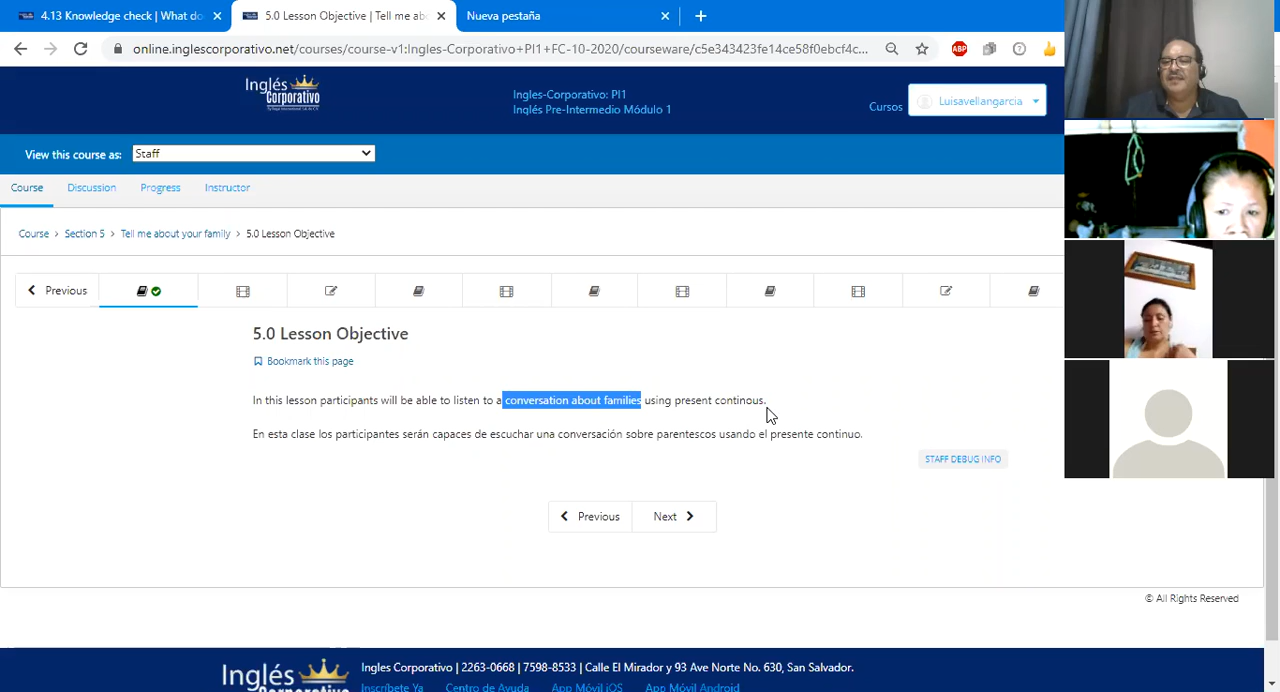 4.13 Knowledge check | What do
5.0 Lesson Objective | Tell me abo
Nueva pestaña
online.inglescorporativo.net/courses/course-v1:Ingles-Corporativo+PI1+FC-10-2020/courseware/c5e343423fe14ce58f0ebcf4c...
ABP
Inglés
Corporativo
Ingles-Corporativo: PI1
Inglés Pre-Intermedio Módulo 1
Cursos
Luisavellangarcia
View this course as:
Staff
Course
Discussion
Progress
Instructor
Course > Section 5 > Tell me about your family > 5.0 Lesson Objective
Previous
5.0 Lesson Objective
Bookmark this page
In this lesson participants will be able to listen to a conversation about families using present continous.
En esta clase los participantes serán capaces de escuchar una conversación sobre parentescos usando el presente continuo.
STAFF DEBUG INFO
Previous
Next
© All Rights Reserved
Inglés
Ingles Corporativo | 2263-0668 | 7598-8533 | Calle El Mirador y 93 Ave Norte No. 630, San Salvador.
Inscríbete Ya
Centro de Ayuda
App Móvil iOS
App Móvil Android